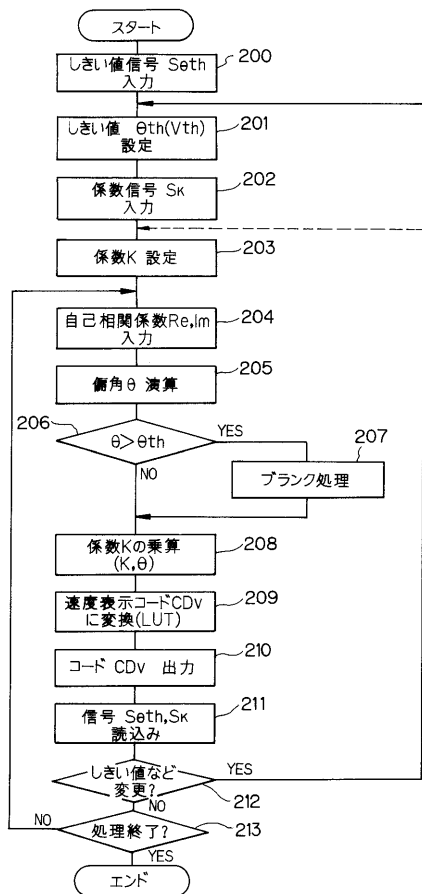 スタート
しきい値信号 Sθth
入力
200
しきい値 θth(Vth)
設定
201
係数信号 Sκ
入力
202
係数K 設定
203
自己相関係数Re,Im
入力
204
偏角θ 演算
205
206
θ>θth
YES
NO
207
ブランク処理
係数Kの乗算
(K,θ)
208
速度表示コードCDv
に変換(LUT)
209
コード CDv 出力
210
信号 Sθth,Sκ
読込み
211
しきい値など
変更?
YES
212
NO
処理終了?
NO
213
YES
エンド